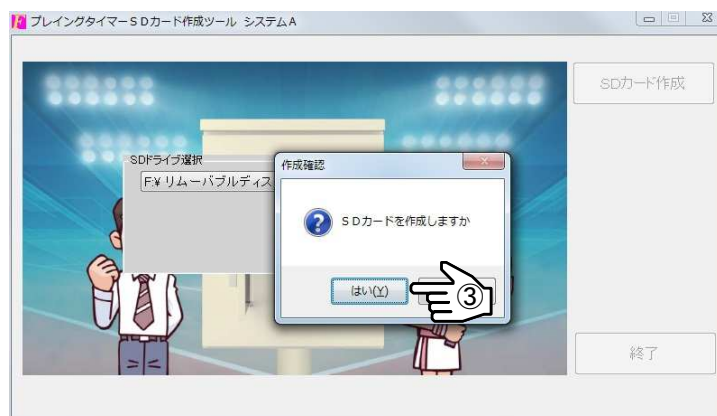 プレイングタイマーＳＤカード作成ツール システムＡ
SDカード作成
SDドライブ選択
F:¥ リムーバブルディス
作成確認
ＳＤカードを作成しますか
はい(Y)
③
終了